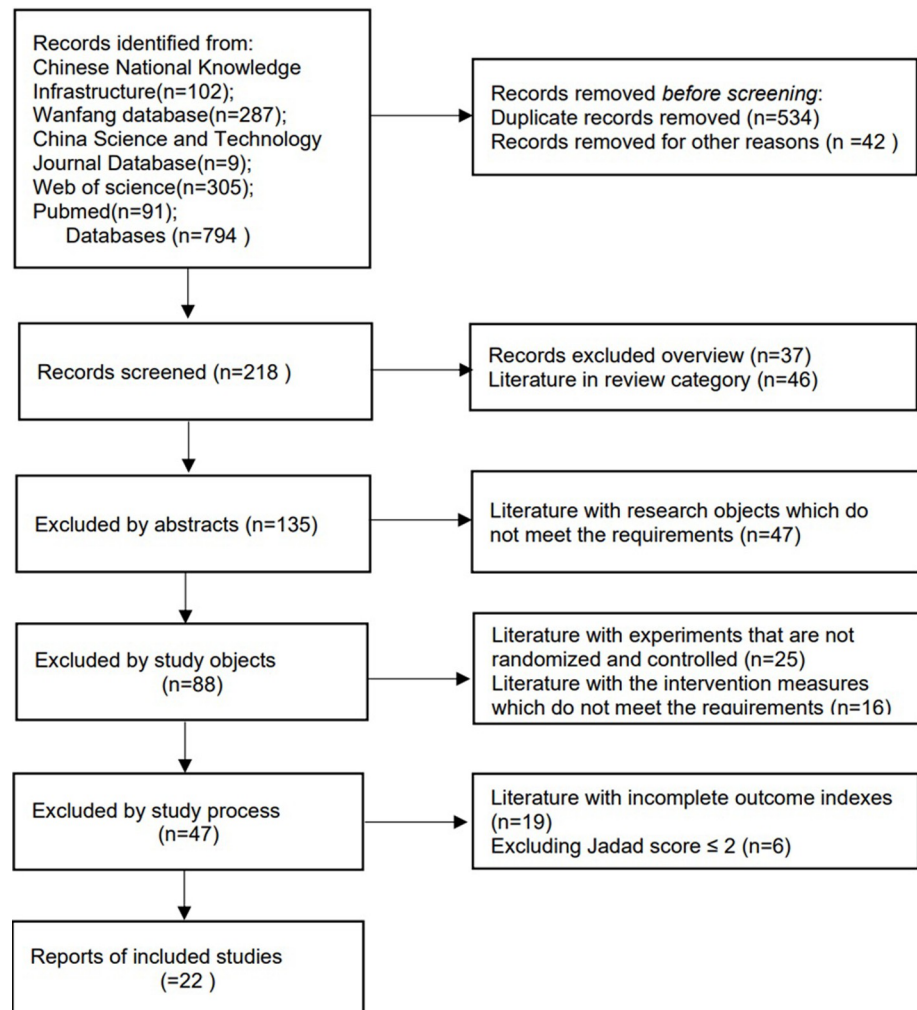 Records identified from:
Chinese National Knowledge
Infrastructure(n=102);
Wanfang database(n=287);
China Science and Technology
Journal Database(n=9);
Web of science(n=305);
Pubmed(n=91);
Databases (n=794 )
Records removed before screening:
Duplicate records removed (n=534)
Records removed for other reasons (n =42 )
Records screened (n=218 )
Records excluded overview (n=37)
Literature in review category (n=46)
Excluded by abstracts (n=135)
Literature with research objects which do
not meet the requirements (n=47)
Excluded by study objects
(n=88)
Literature with experiments that are not
randomized and controlled (n=25)
Literature with the intervention measures
which do not meet the requirements (n=16)
Excluded by study process
(n=47)
Literature with incomplete outcome indexes
(n=19)
Excluding Jadad score ≤ 2 (n=6)
Reports of included studies
(=22 )